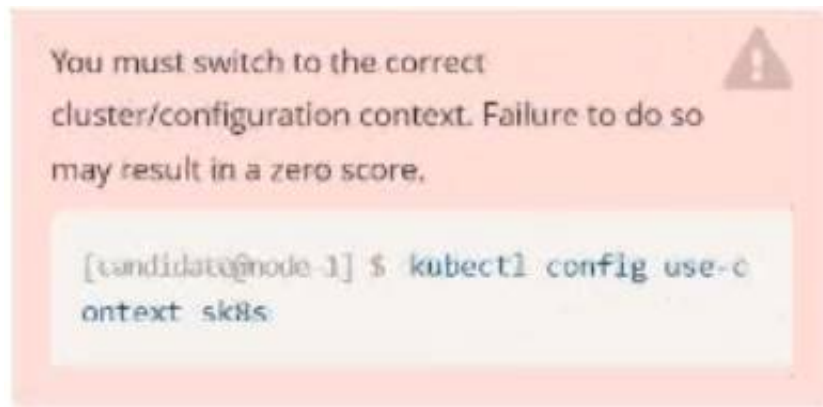 You must switch to the correct
cluster/configuration context. Failure to do so
may result in a zero score.
[candidate@node-1] $ kubectl config use-c
ontext sk8s